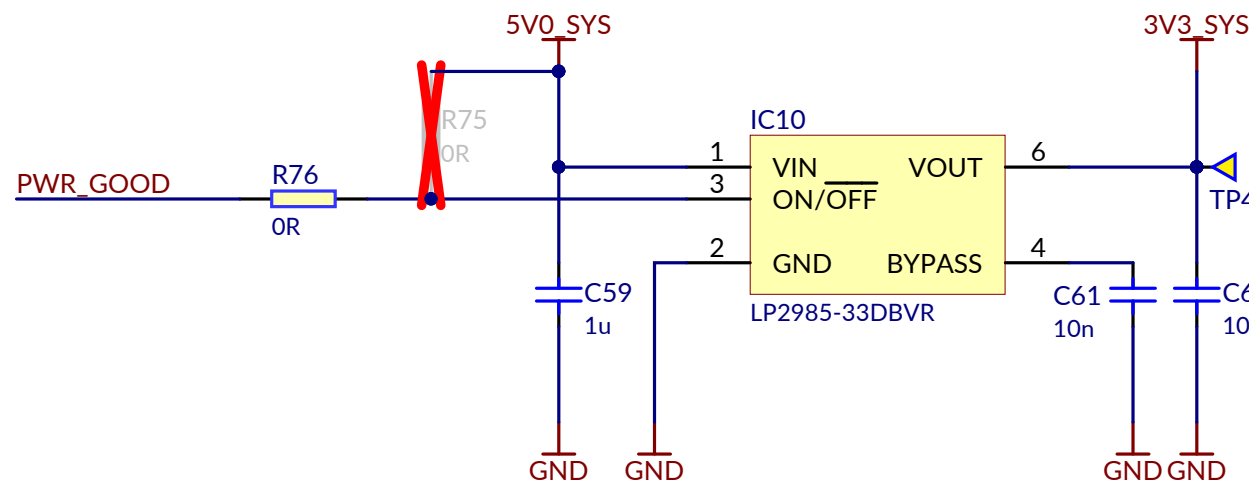 5V0_SYS
3V3_SYS
R75
0R
IC10
PWR_GOOD
R76
0R
1
VIN
VOUT
6
3
ON/OFF
TP4
2
GND
BYPASS
4
C59
1u
LP2985-33DBVR
C61
10n
C6
10
GND
GND
GND
GND